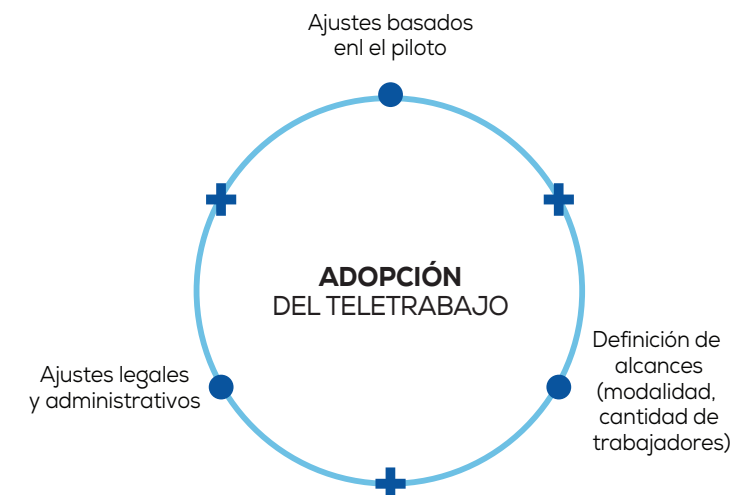 Ajustes basados
enl el piloto
ADOPCIÓN
DEL TELETRABAJO
Definición de
alcances
(modalidad,
cantidad de
trabajadores)
Ajustes legales
y administrativos